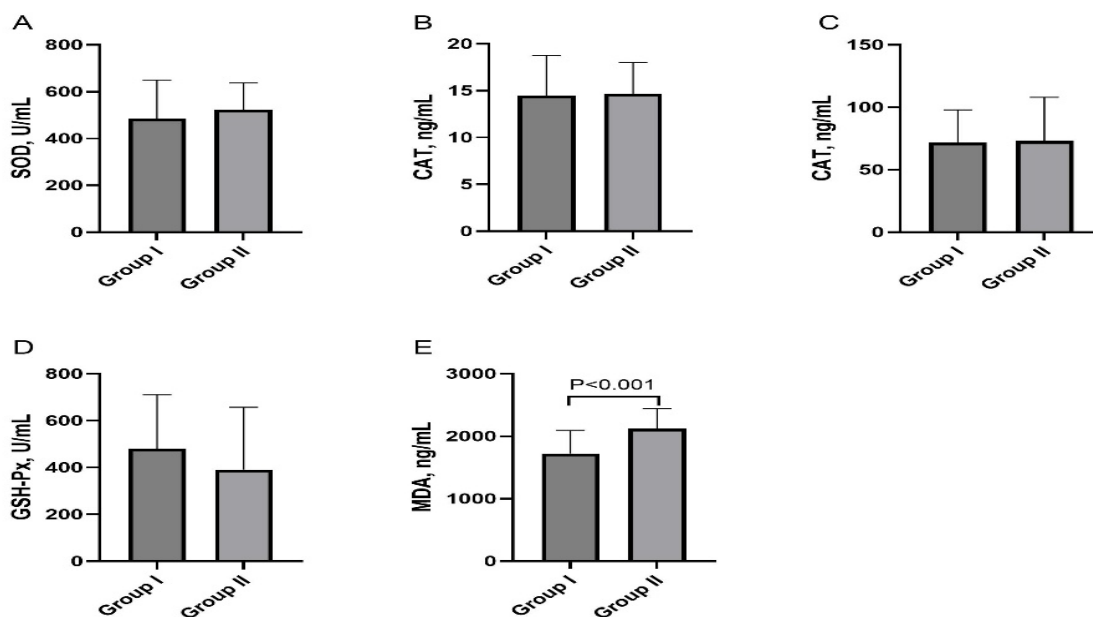 A
SOD, U/mL
800
600
400
200
0
Group I
Group II
B
CAT, ng/mL
20
15
10
5
0
Group I
Group II
C
CAT, ng/mL
150
100
50
0
Group I
Group II
D
GSH-Px, U/mL
800
600
400
200
0
Group I
Group II
E
MDA, ng/mL
3000
2000
1000
0
P<0.001
Group I
Group II